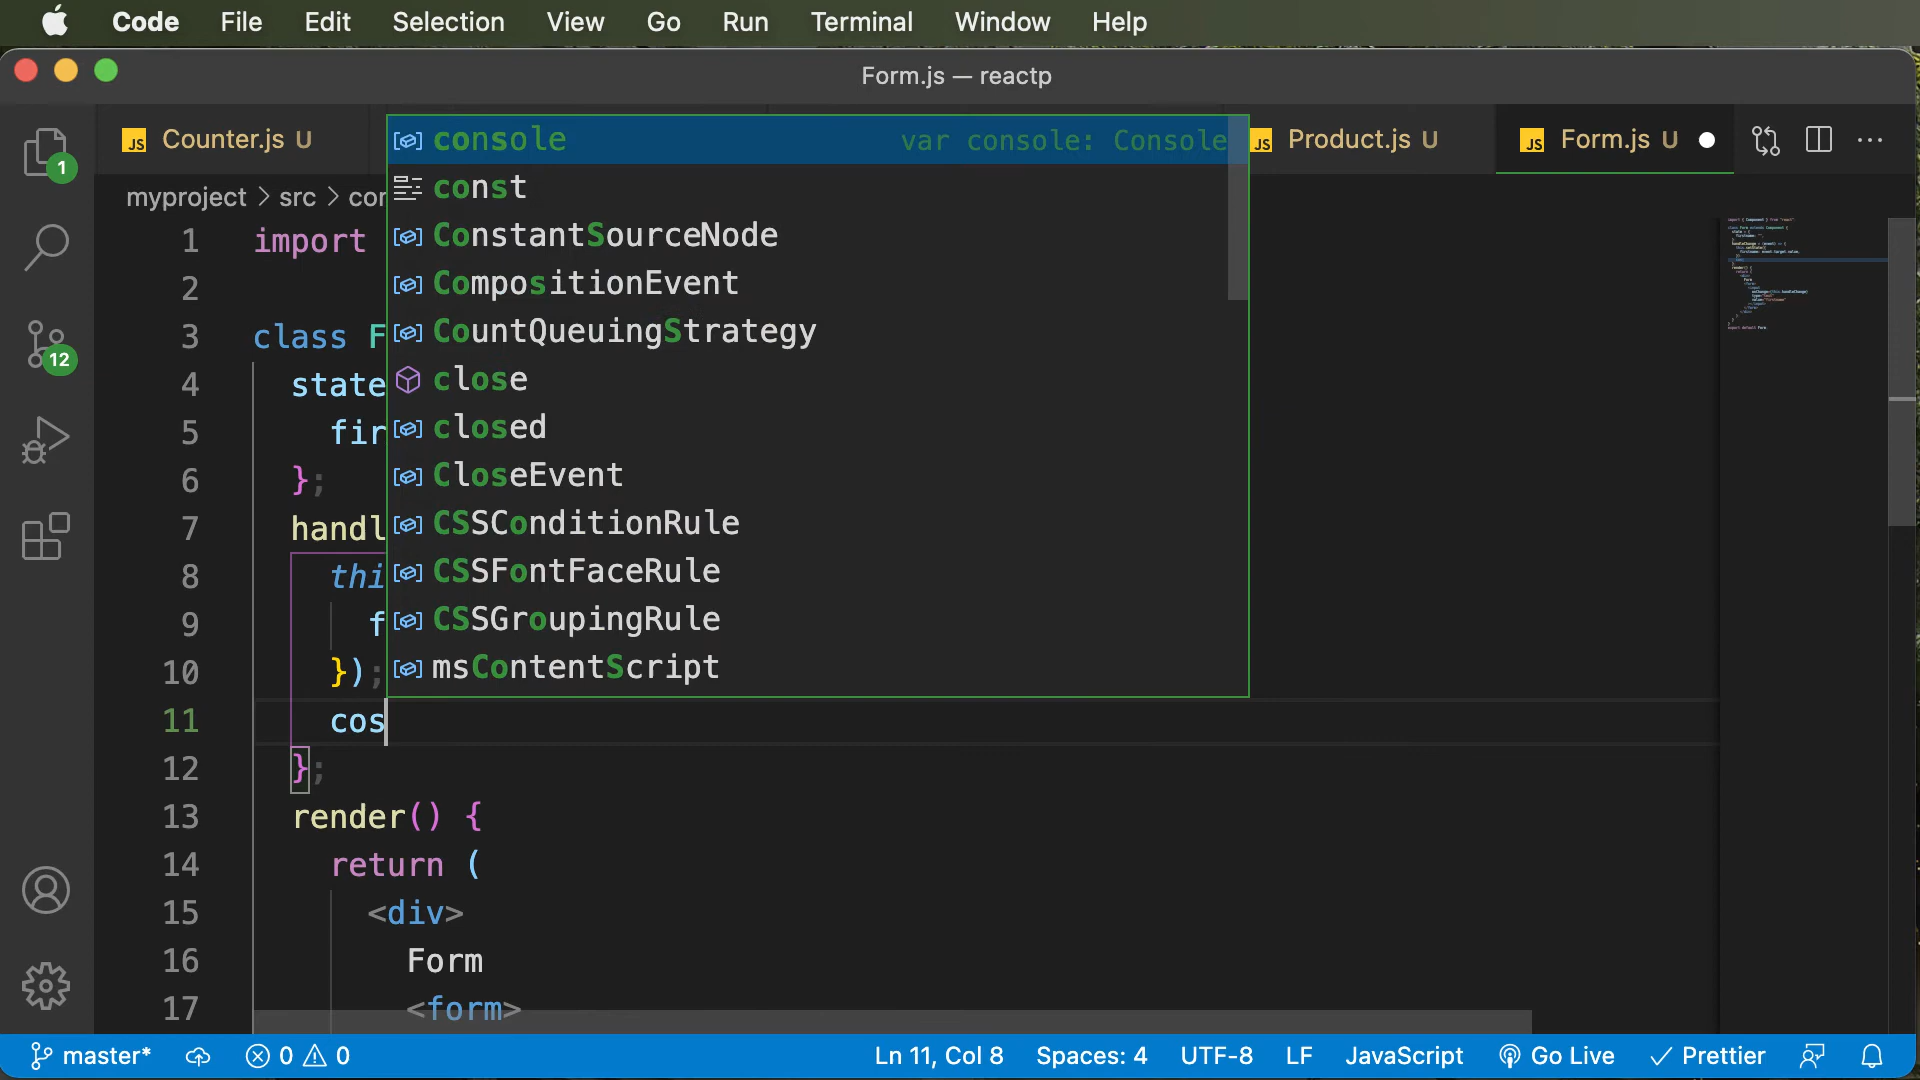 Code File Edit Selection View Go Run Terminal Window Help
Form.js — reactp
JS Counter.js U
JS Product.js U
JS Form.js U
myproject > src > cor
1
12
console var console: Console
const
ConstantSourceNode
CompositionEvent
CountQueuingStrategy
close
closed
CloseEvent
CSSConditionRule
CSSFontFaceRule
CSSGroupingRule
msContentScript
1 import
2
3 class F
4 state
5 fir
6 };
7 handl
8 thi
9 f
10 });
11 cos
12 };
13 render() {
14 return (
15 <div>
16 Form
17 <form>
master* 0 0 Ln 11, Col 8 Spaces: 4 UTF-8 LF JavaScript Go Live Prettier